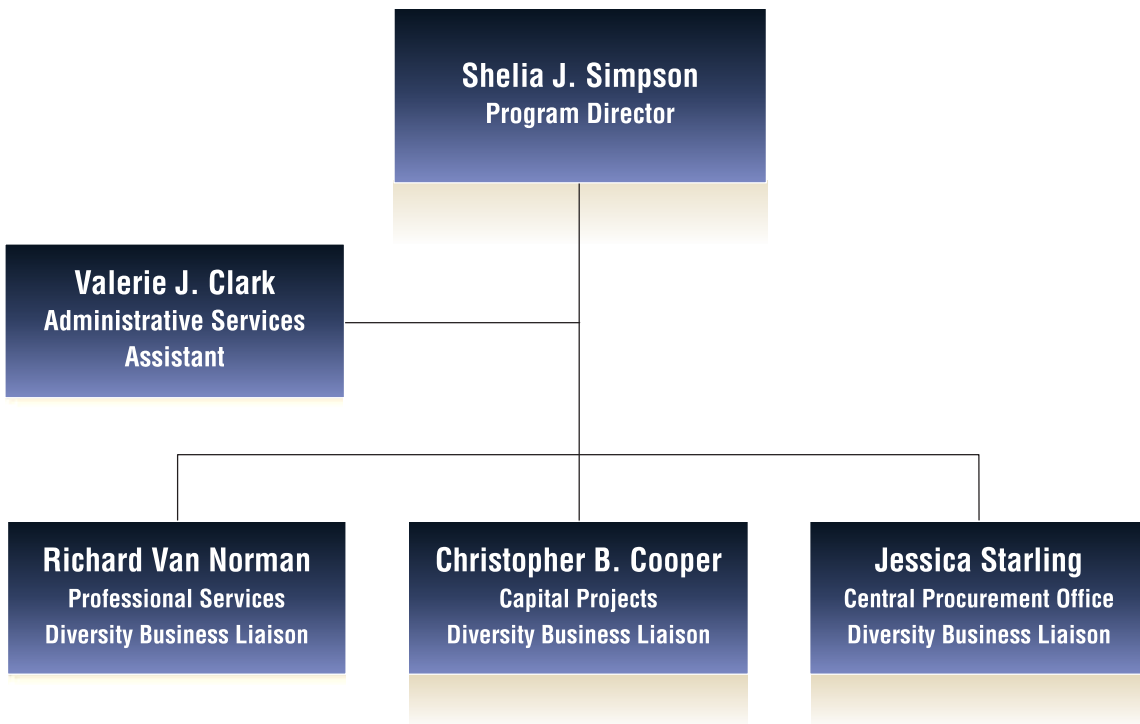 Shelia J. Simpson
Program Director
Valerie J. Clark
Administrative Services
Assistant
Richard Van Norman
Professional Services
Diversity Business Liaison
Christopher B. Cooper
Capital Projects
Diversity Business Liaison
Jessica Starling
Central Procurement Office
Diversity Business Liaison